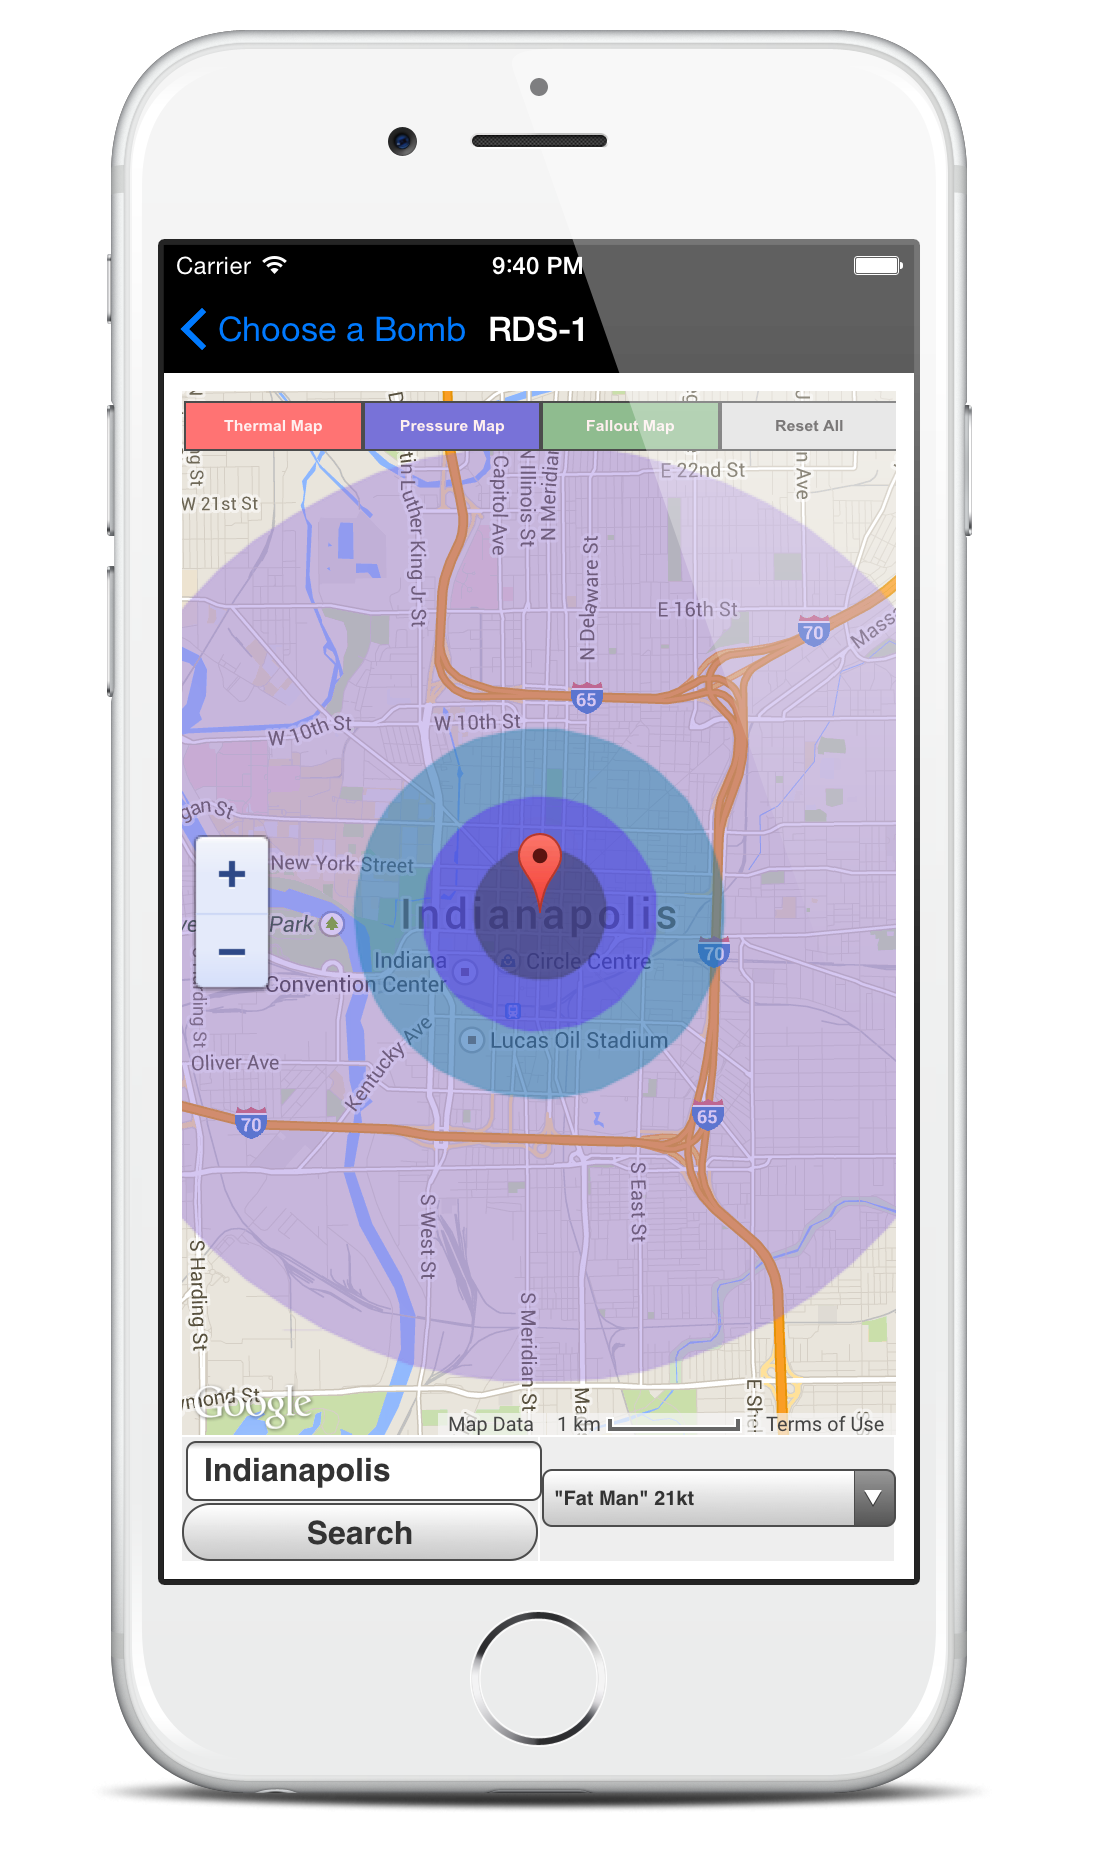 Carrier 9:40 PM
Choose a Bomb RDS-1
Thermal Map Pressure Map Fallout Map Reset All
E 22nd St
W 21st St
tin Luther King Jr St
Capitol Ave
N Illinois St
N Meridian
n Ave
N Delaware St
E 16th St
70
Mass
65
W 10th St
W 10th St
gan St
+
New York Street
Park
Indianapolis
−
Indiana
Convention Center
Circle Centre
70
Lucas Oil Stadium
Kentucky Ave
Oliver Ave
70
65
S West St
S East St
S Harding St
S Meridian St
ymond St
Google
Map Data 1 km Terms of Use
Indianapolis
"Fat Man" 21kt
Search